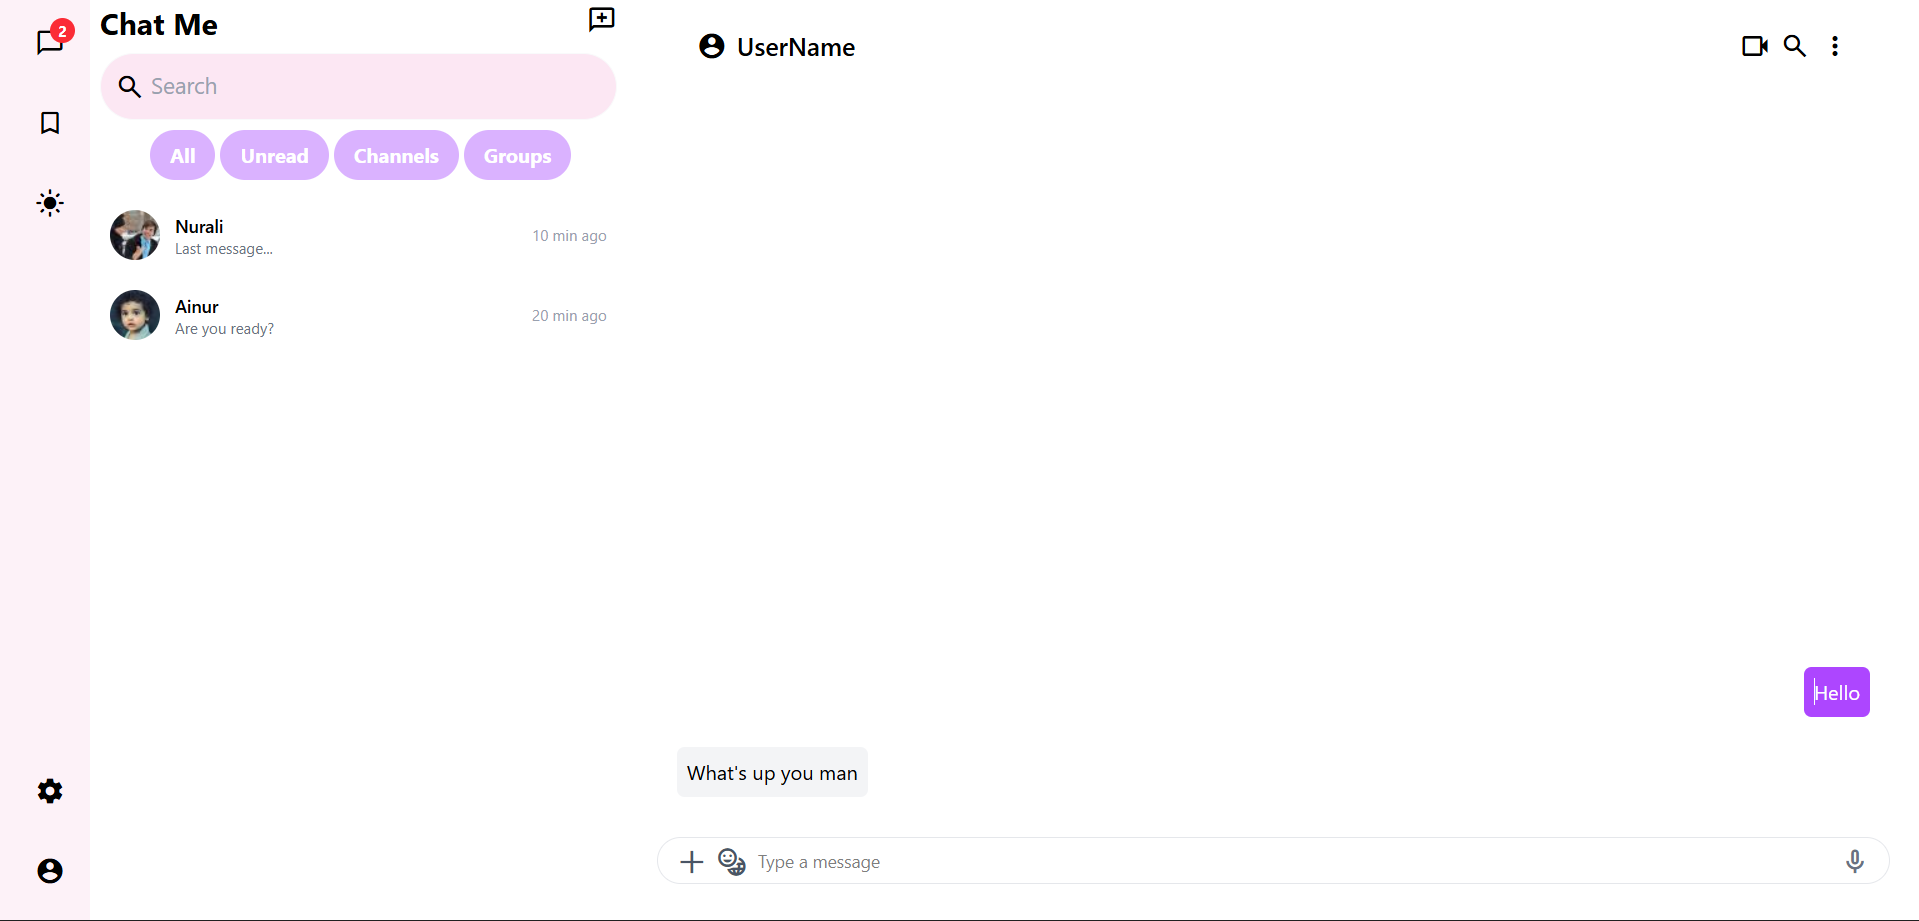 2
Chat Me
Search
All
Unread
Channels
Groups
Nurali
Last message...
10 min ago
Ainur
Are you ready?
20 min ago
UserName
Hello
What's up you man
Type a message